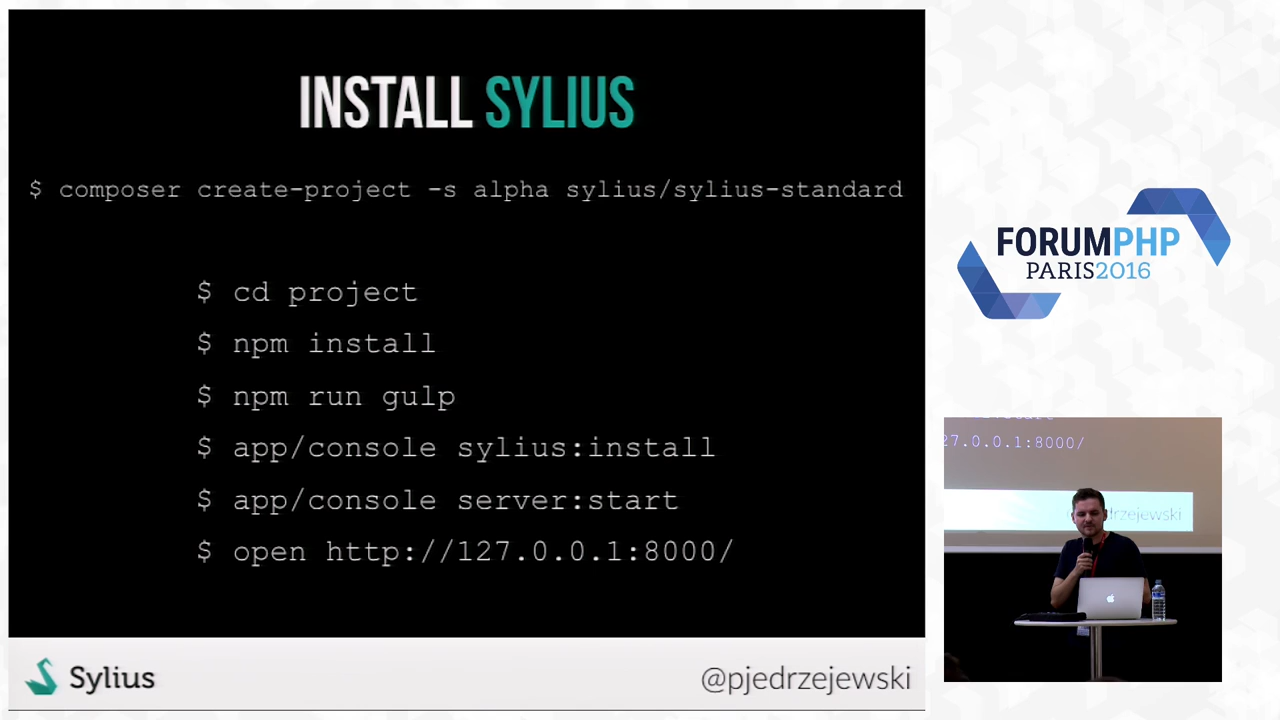 INSTALL SYLIUS
$ composer create-project -s alpha sylius/sylius-standard
$ cd project
$ npm install
$ npm run gulp
$ app/console sylius:install
$ app/console server:start
$ open http://127.0.0.1:8000/
Sylius
@pjedrzejewski
FORUMPHP
PARIS2016
27.0.0.1:8000/
drzejewski